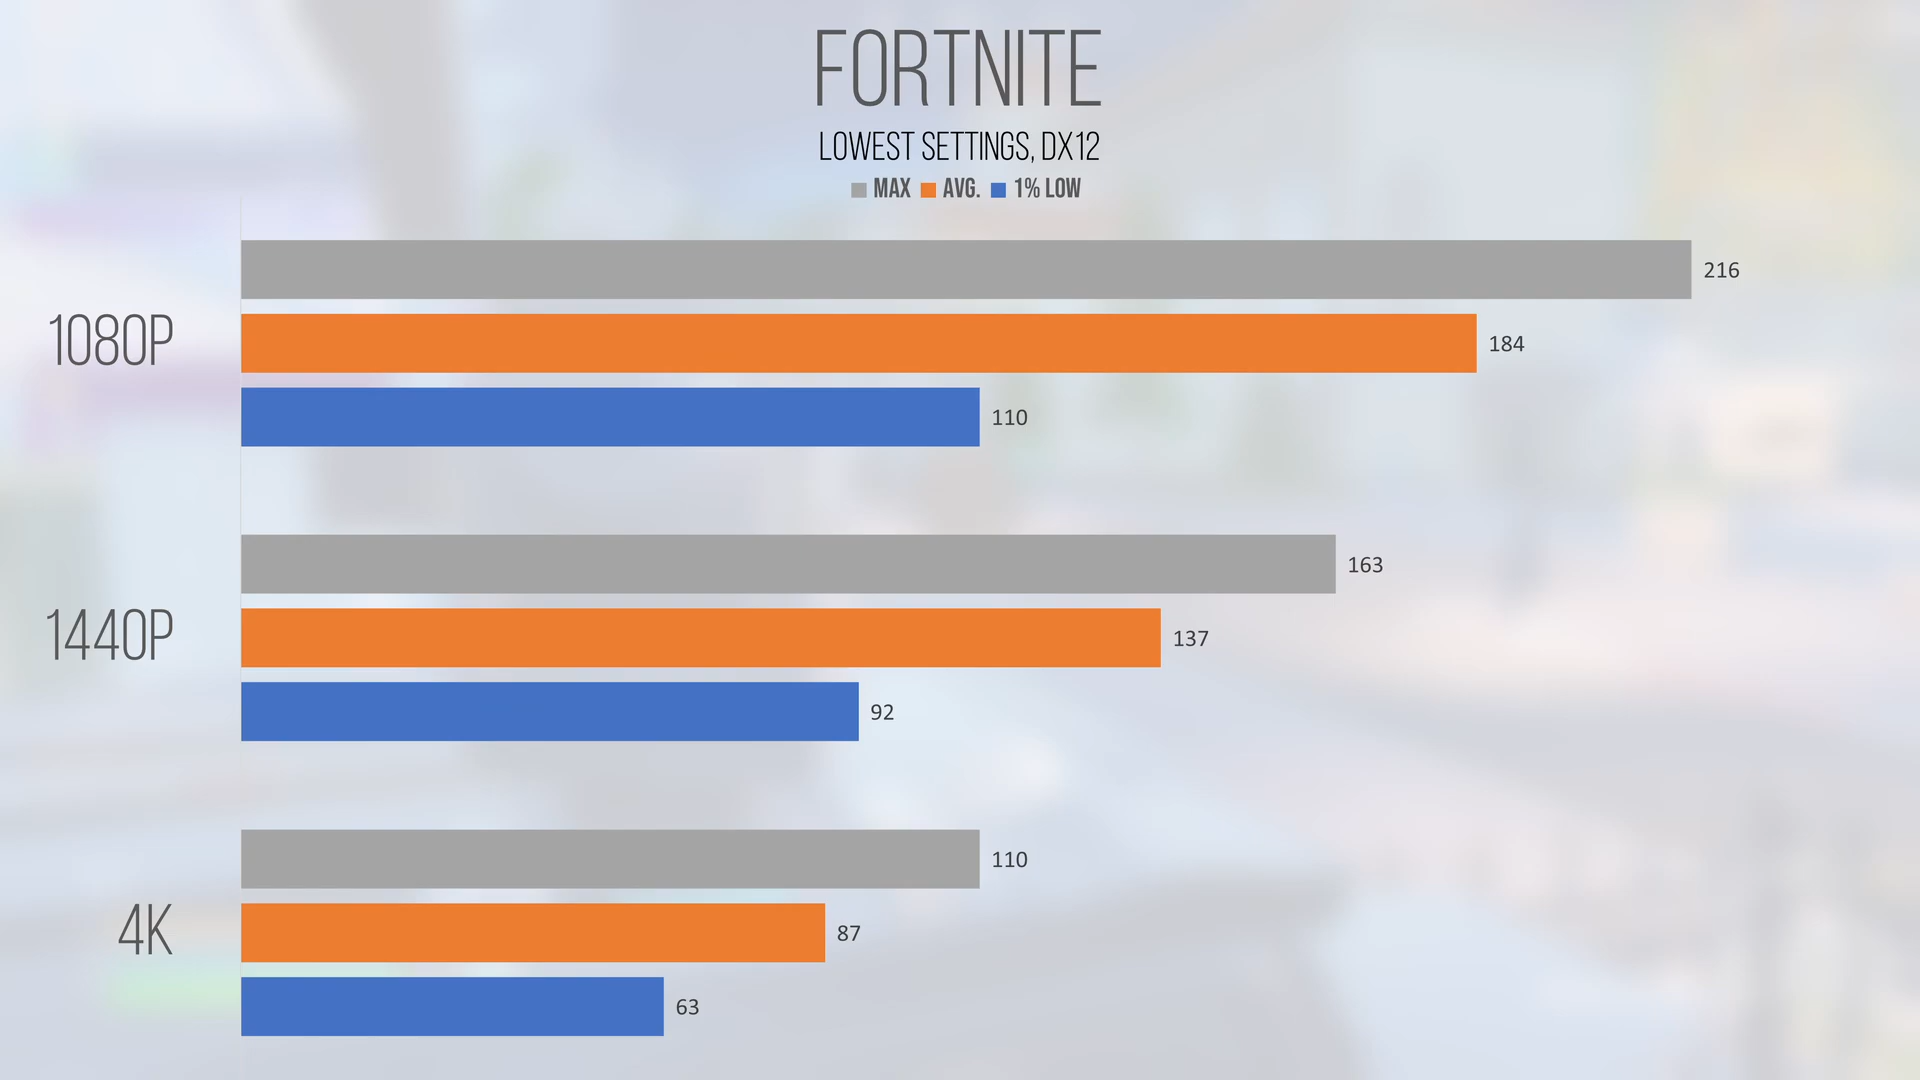 FORTNITE
LOWEST SETTINGS, DX12
MAX AVG. 1% LOW
216
1080P
184
110
163
1440P
137
92
110
4K
87
63